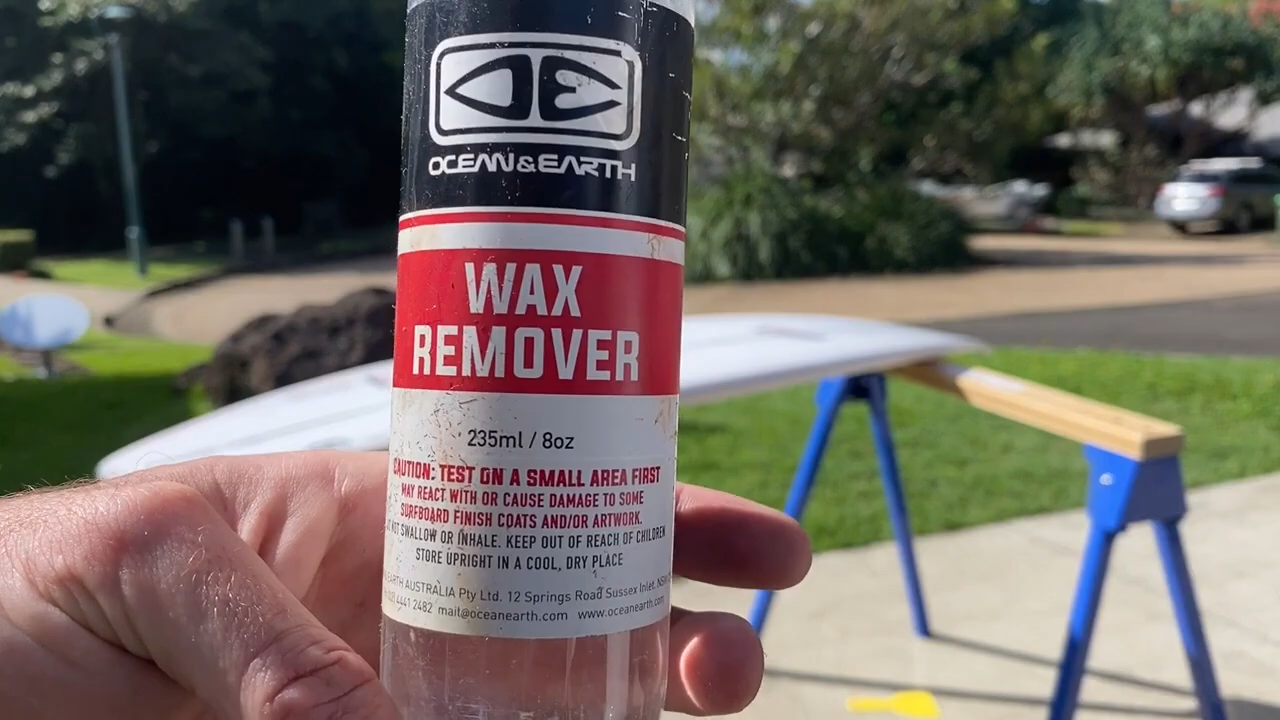 OCEAN&EARTH
WAX
REMOVER
235ml / 8oz
CAUTION: TEST ON A SMALL AREA FIRST
MAY REACT WITH OR CAUSE DAMAGE TO SOME
SURFBOARD FINISH COATS AND/OR ARTWORK.
NOT SWALLOW OR INHALE. KEEP OUT OF REACH OF CHILDREN
STORE UPRIGHT IN A COOL, DRY PLACE
EARTH AUSTRALIA Pty Ltd. 12 Springs Road Sussex Inlet,
4441 2482 mail@oceanearth.com www.oceanearth.com